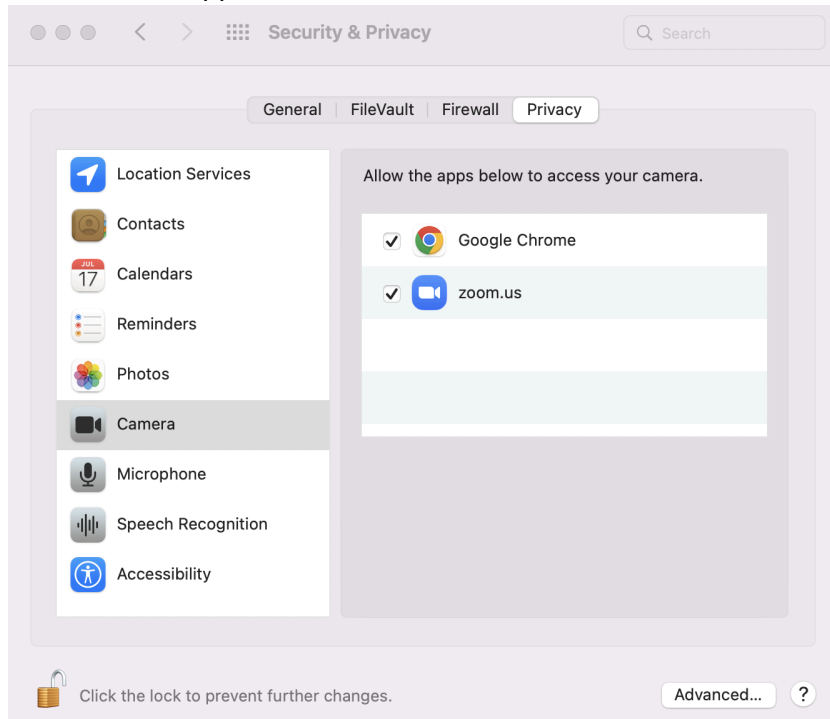 Security & Privacy
Search
General FileVault Firewall Privacy
Location Services
Contacts
JUL
17
Calendars
Reminders
Photos
Camera
Microphone
Speech Recognition
Accessibility
Allow the apps below to access your camera.
Google Chrome
zoom.us
Click the lock to prevent further changes.
Advanced...
?